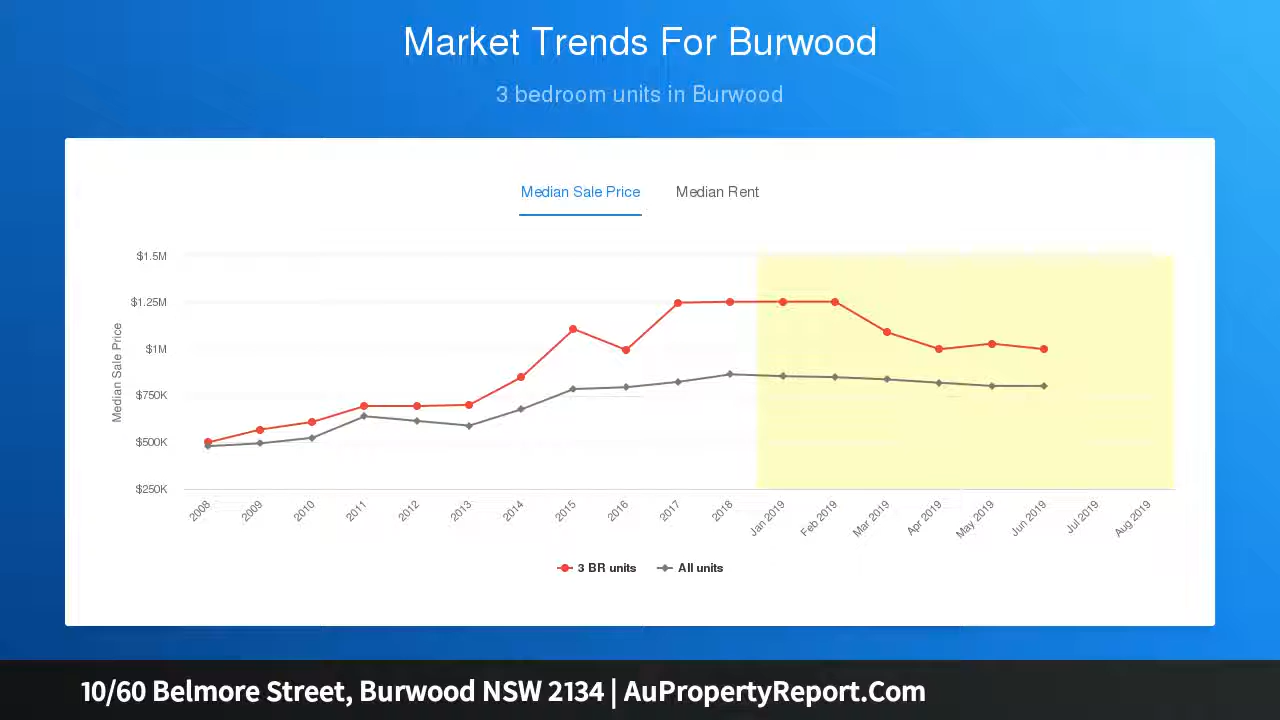 Market Trends For Burwood
3 bedroom units in Burwood
Median Sale Price
Median Rent
$1.5M
$1.25M
$1M
$750K
$500K
$250K
Median Sale Price
2008
2009
2010
2011
2012
2013
2014
2015
2016
2017
2018
Jan 2019
Feb 2019
Mar 2019
Apr 2019
May 2019
Jun 2019
Jul 2019
Aug 2019
3 BR units
All units
10/60 Belmore Street, Burwood NSW 2134 | AuPropertyReport.Com